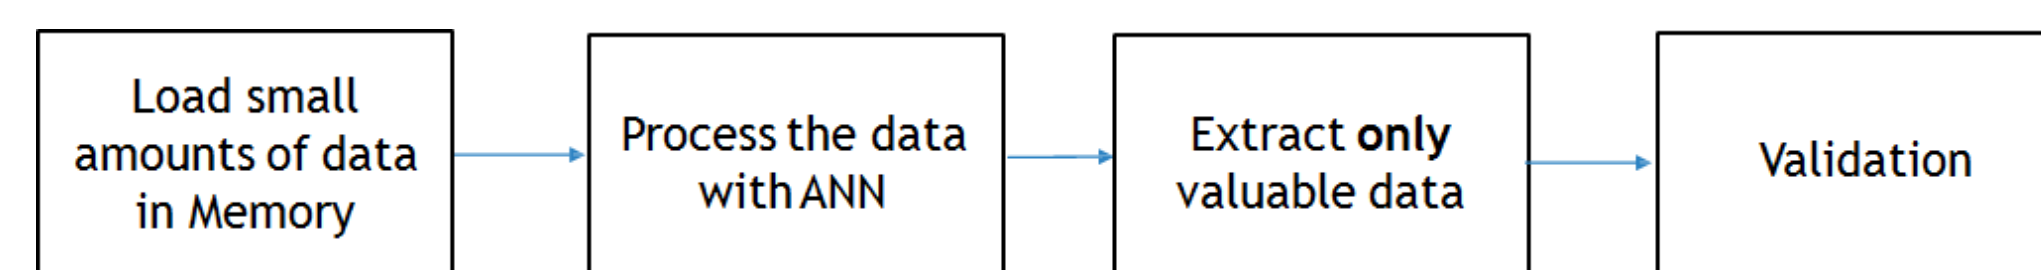 Load small
amounts of data
in Memory
Process the data
with ANN
Extract only
valuable data
Validation